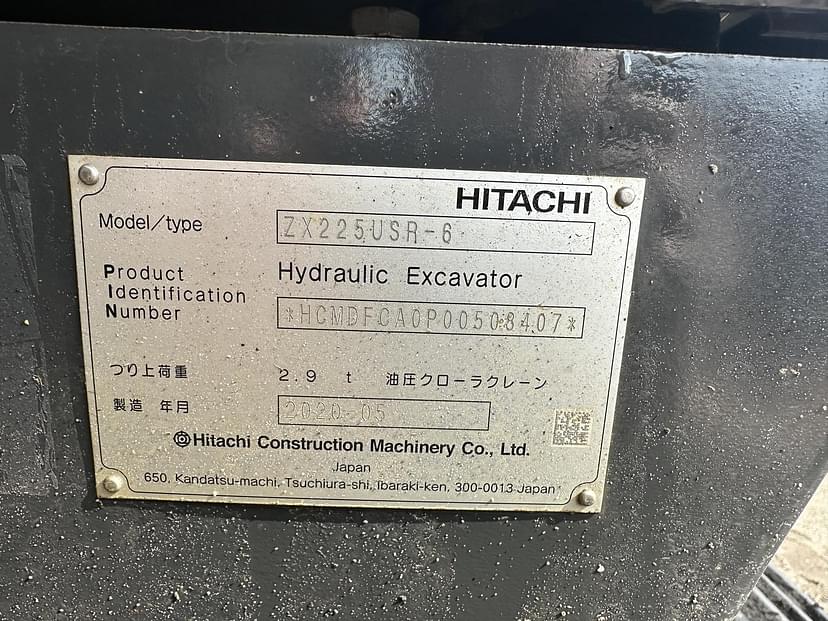 HITACHI
Model/type ZX225USR-6
Product Hydraulic Excavator
Identification
Number *HCMDFCA0P00508407*
つり上荷重 2.9 t 油圧クローラクレーン
製造 年月 2020-05
Hitachi Construction Machinery Co., Ltd.
Japan
650, Kandatsu-machi, Tsuchiura-shi, Ibaraki-ken, 300-0013 Japan